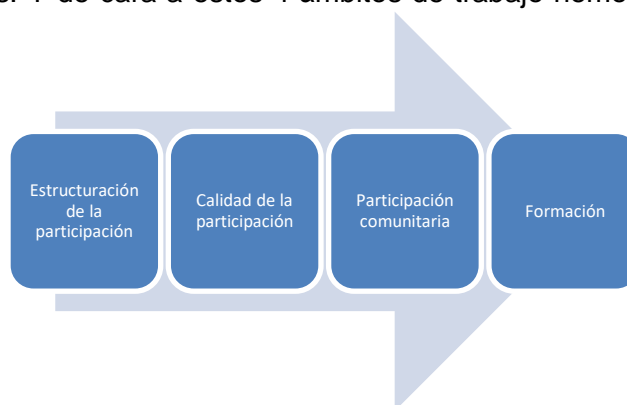 de cara a estos 4 ámbitos de trabajo
Estructuración
de la
participación
Calidad de la
participación
Participación
comunitaria
Formación